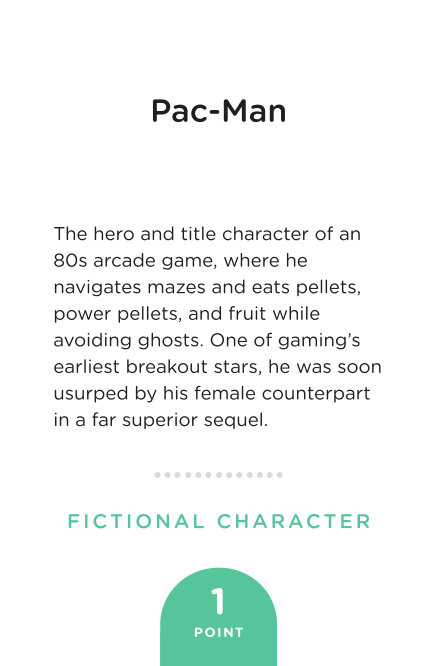 Pac-Man
The hero and title character of an
80s arcade game, where he
navigates mazes and eats pellets,
power pellets, and fruit while
avoiding ghosts. One of gaming’s
earliest breakout stars, he was soon
usurped by his female counterpart
in a far superior sequel.
FICTIONAL CHARACTER
1
POINT